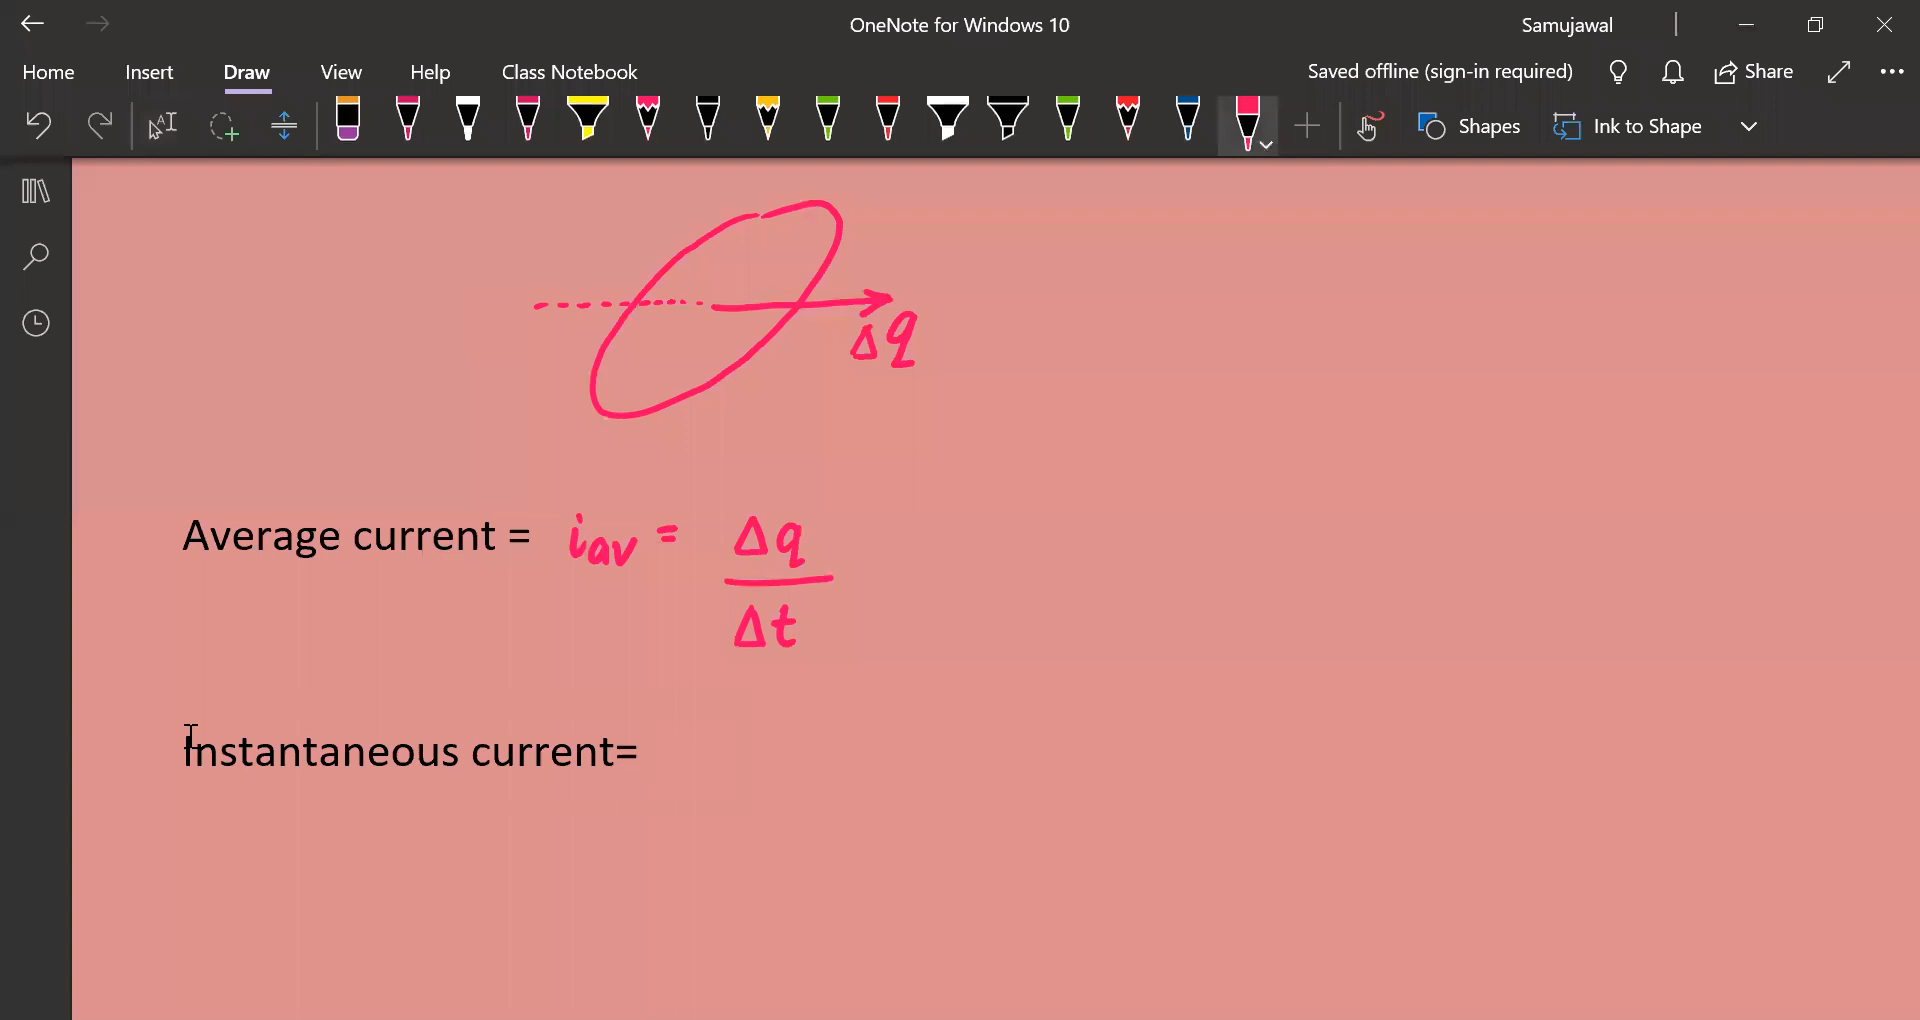 OneNote for Windows 10
Samujawal
Home Insert Draw View Help Class Notebook
Saved offline (sign-in required)
Share
Shapes
Ink to Shape
Δq
Average current = iav = Δq
Δt
Instantaneous current=